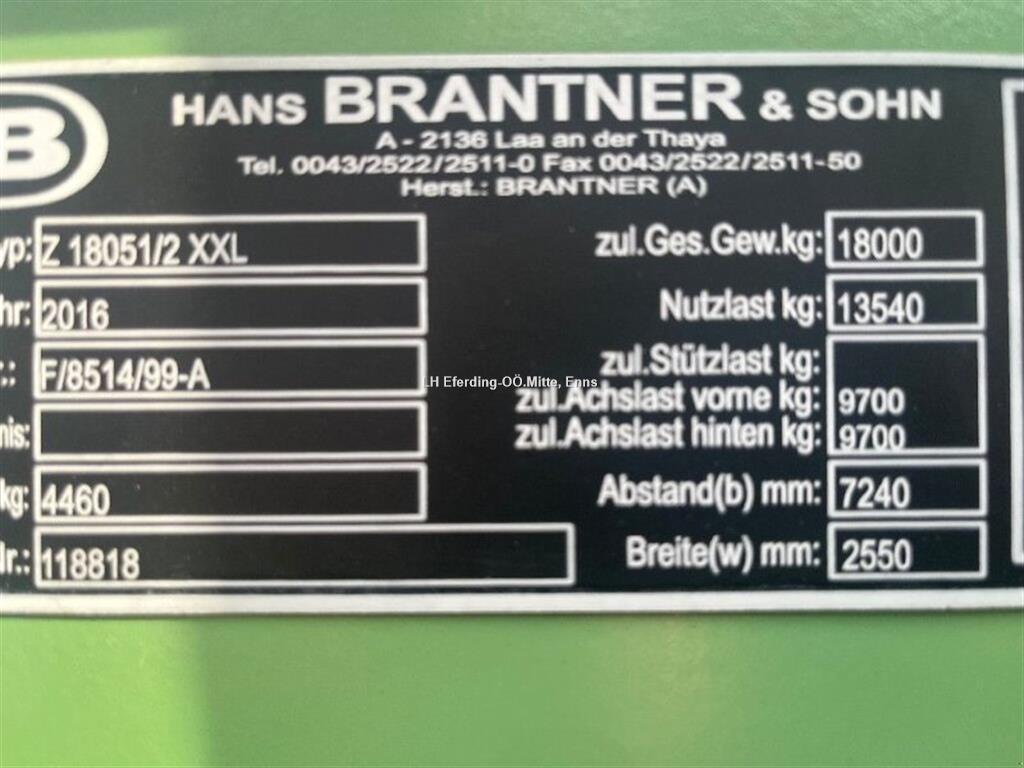 B
HANS BRANTNER & SOHN
A - 2136 Laa an der Thaya
Tel. 0043/2522/2511-0 Fax 0043/2522/2511-50
Herst.: BRANTNER (A)
yp: Z 18051/2 XXL
hr: 2016
.: F/8514/99-A
nis:
kg: 4460
Nr.: 118818
zul.Ges.Gew.kg: 18000
Nutzlast kg: 13540
zul.Stützlast kg:
zul.Achslast vorne kg: 9700
zul.Achslast hinten kg: 9700
Abstand(b) mm: 7240
Breite(w) mm: 2550
LH Eferding-OÖ.Mitte, Enns